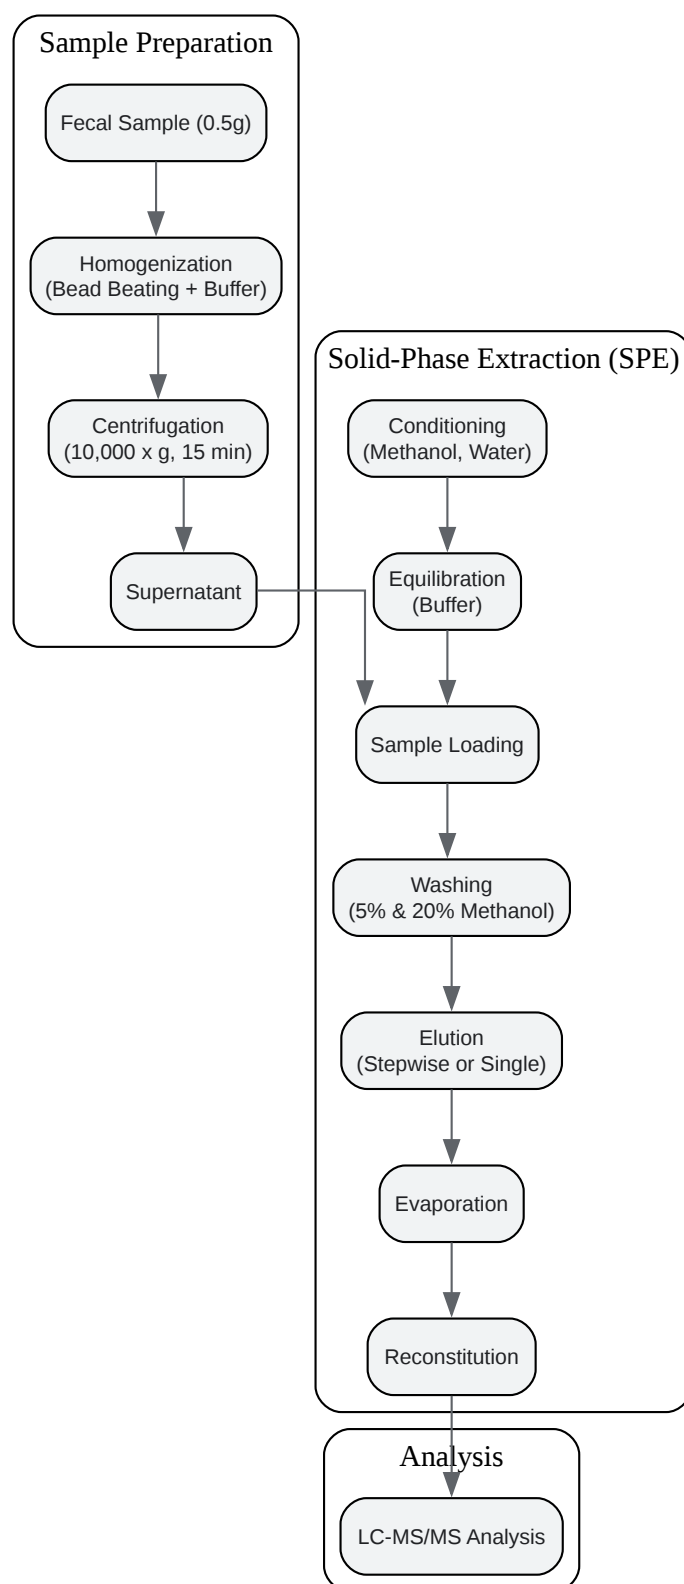 Sample Preparation
Fecal Sample (0.5g)
Homogenization
(Bead Beating + Buffer)
Centrifugation
(10,000 x g, 15 min)
Supernatant
Solid-Phase Extraction (SPE)
Conditioning
(Methanol, Water)
Equilibration
(Buffer)
Sample Loading
Washing
(5% & 20% Methanol)
Elution
(Stepwise or Single)
Evaporation
Reconstitution
Analysis
LC-MS/MS Analysis